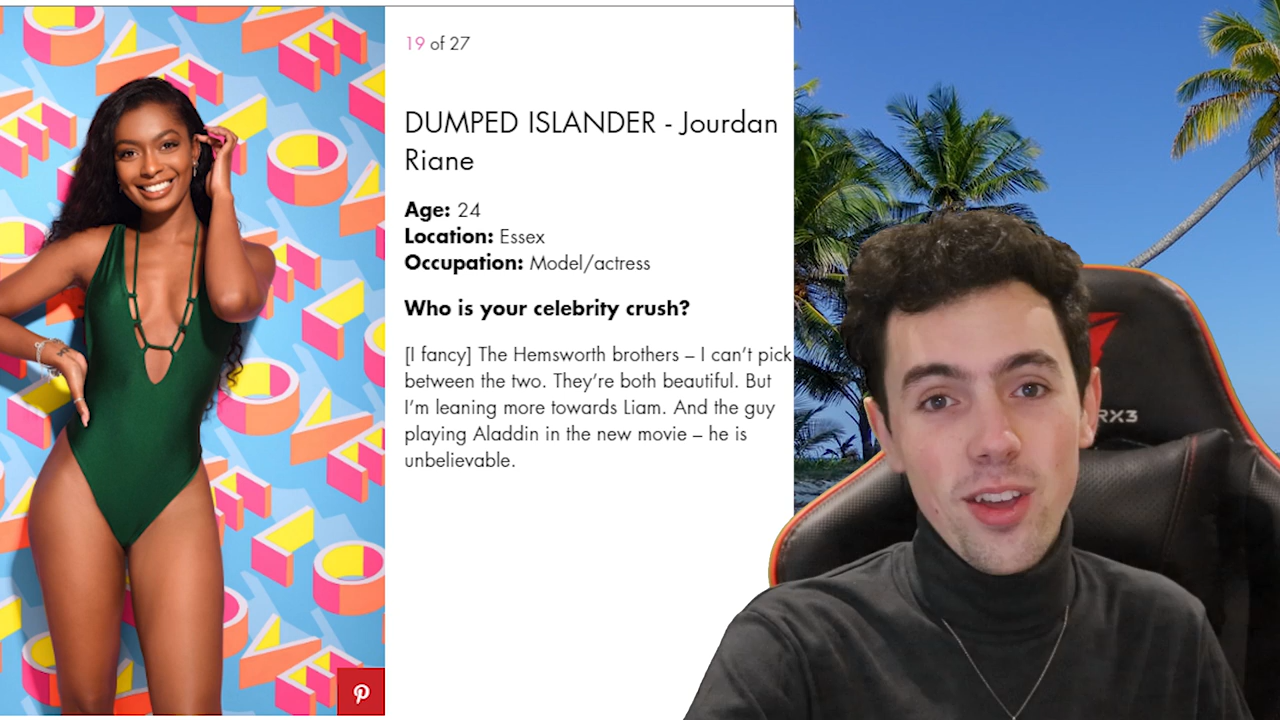 19 of 27
DUMPED ISLANDER - Jourdan
Riane
Age: 24
Location: Essex
Occupation: Model/actress
Who is your celebrity crush?
[I fancy] The Hemsworth brothers – I can’t pick
between the two. They’re both beautiful. But
I’m leaning more towards Liam. And the guy
playing Aladdin in the new movie – he is
unbelievable.
RX3